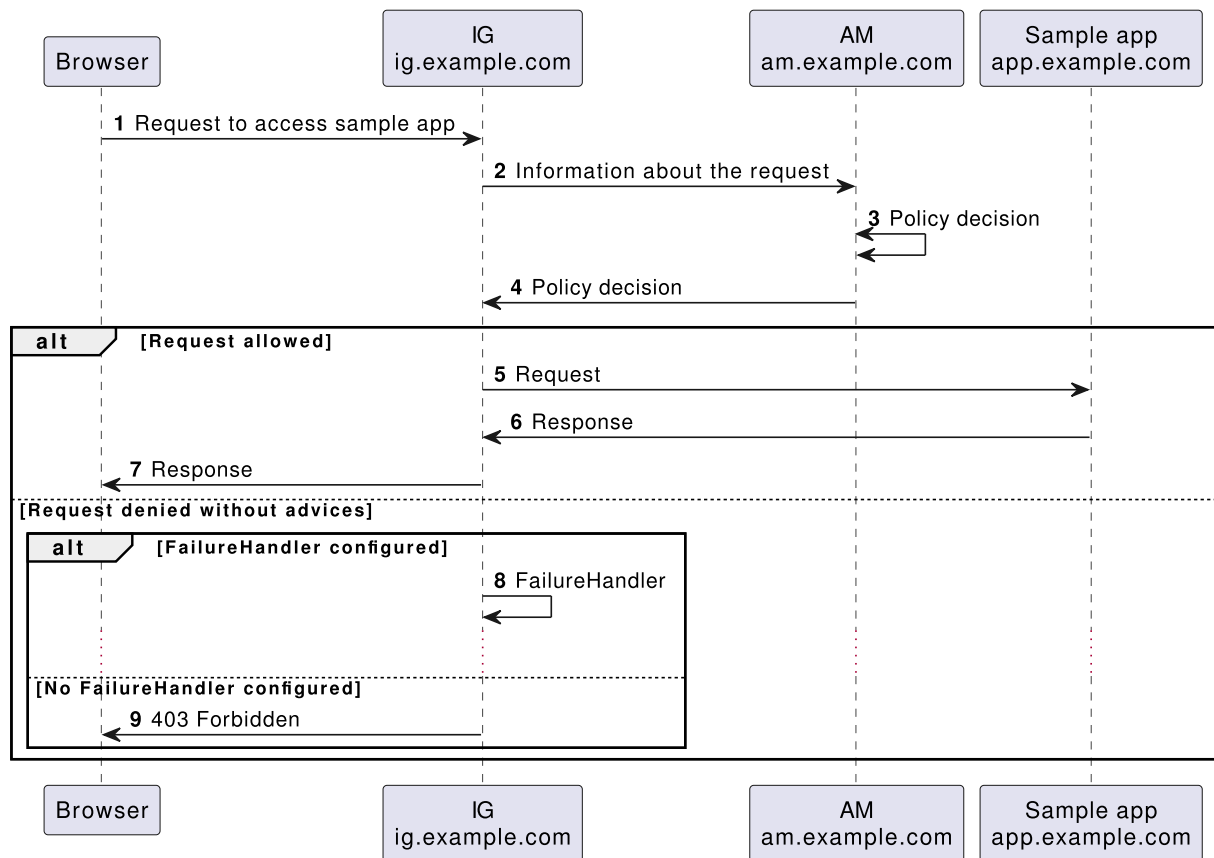 Browser
IG
ig.example.com
AM
am.example.com
Sample app
app.example.com
1 Request to access sample app
2 Information about the request
3 Policy decision
4 Policy decision
alt [Request allowed]
5 Request
6 Response
7 Response
[Request denied without advices]
alt [FailureHandler configured]
8 FailureHandler
[No FailureHandler configured]
9 403 Forbidden
Browser
IG
ig.example.com
AM
am.example.com
Sample app
app.example.com